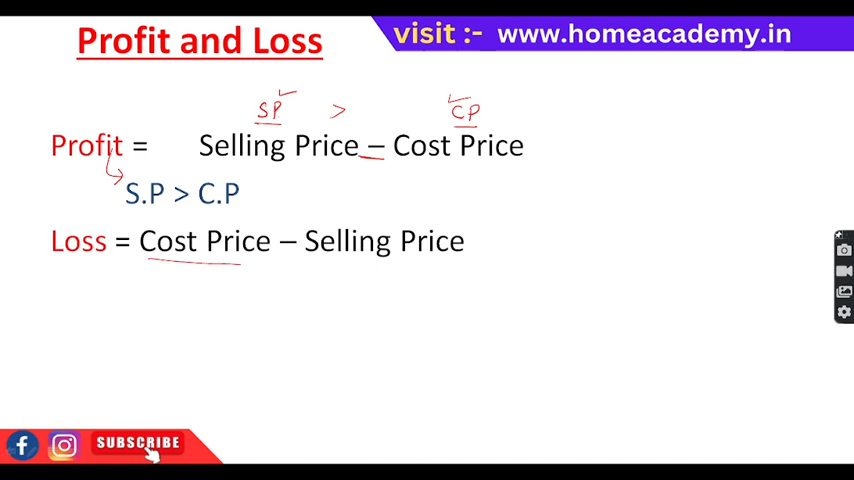 Profit and Loss
visit :- www.homeacademy.in
SP > CP
Profit = Selling Price – Cost Price
S.P > C.P
Loss = Cost Price – Selling Price
SUBSCRIBE